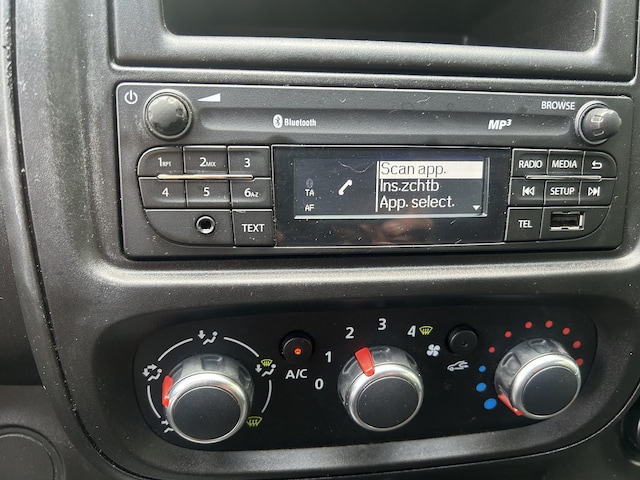 BROWSE
Bluetooth
MP3
1RPT 2MIX 3
4 5 6A-Z
TEXT
TA
AF
Scan app.
Ins.zchtb
App. select.
RADIO MEDIA
SETUP
TEL
A/C
0 1 2 3 4